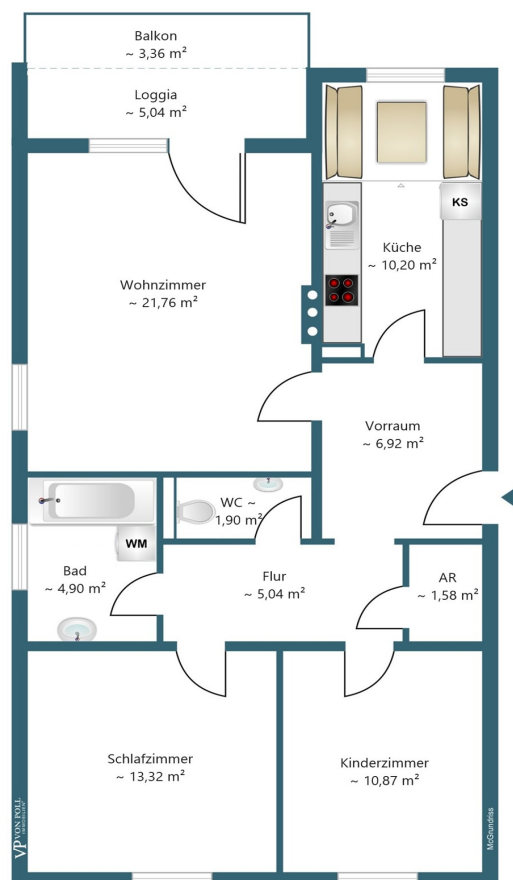 Balkon
~ 3,36 m²
Loggia
~ 5,04 m²
KS
Küche
~ 10,20 m²
Wohnzimmer
~ 21,76 m²
Vorraum
~ 6,92 m²
WC ~
1,90 m²
WM
Bad
~ 4,90 m²
Flur
~ 5,04 m²
AR
~ 1,58 m²
Schlafzimmer
~ 13,32 m²
Kinderzimmer
~ 10,87 m²
VP VON POLL
IMMOBILIEN
McGrundriss